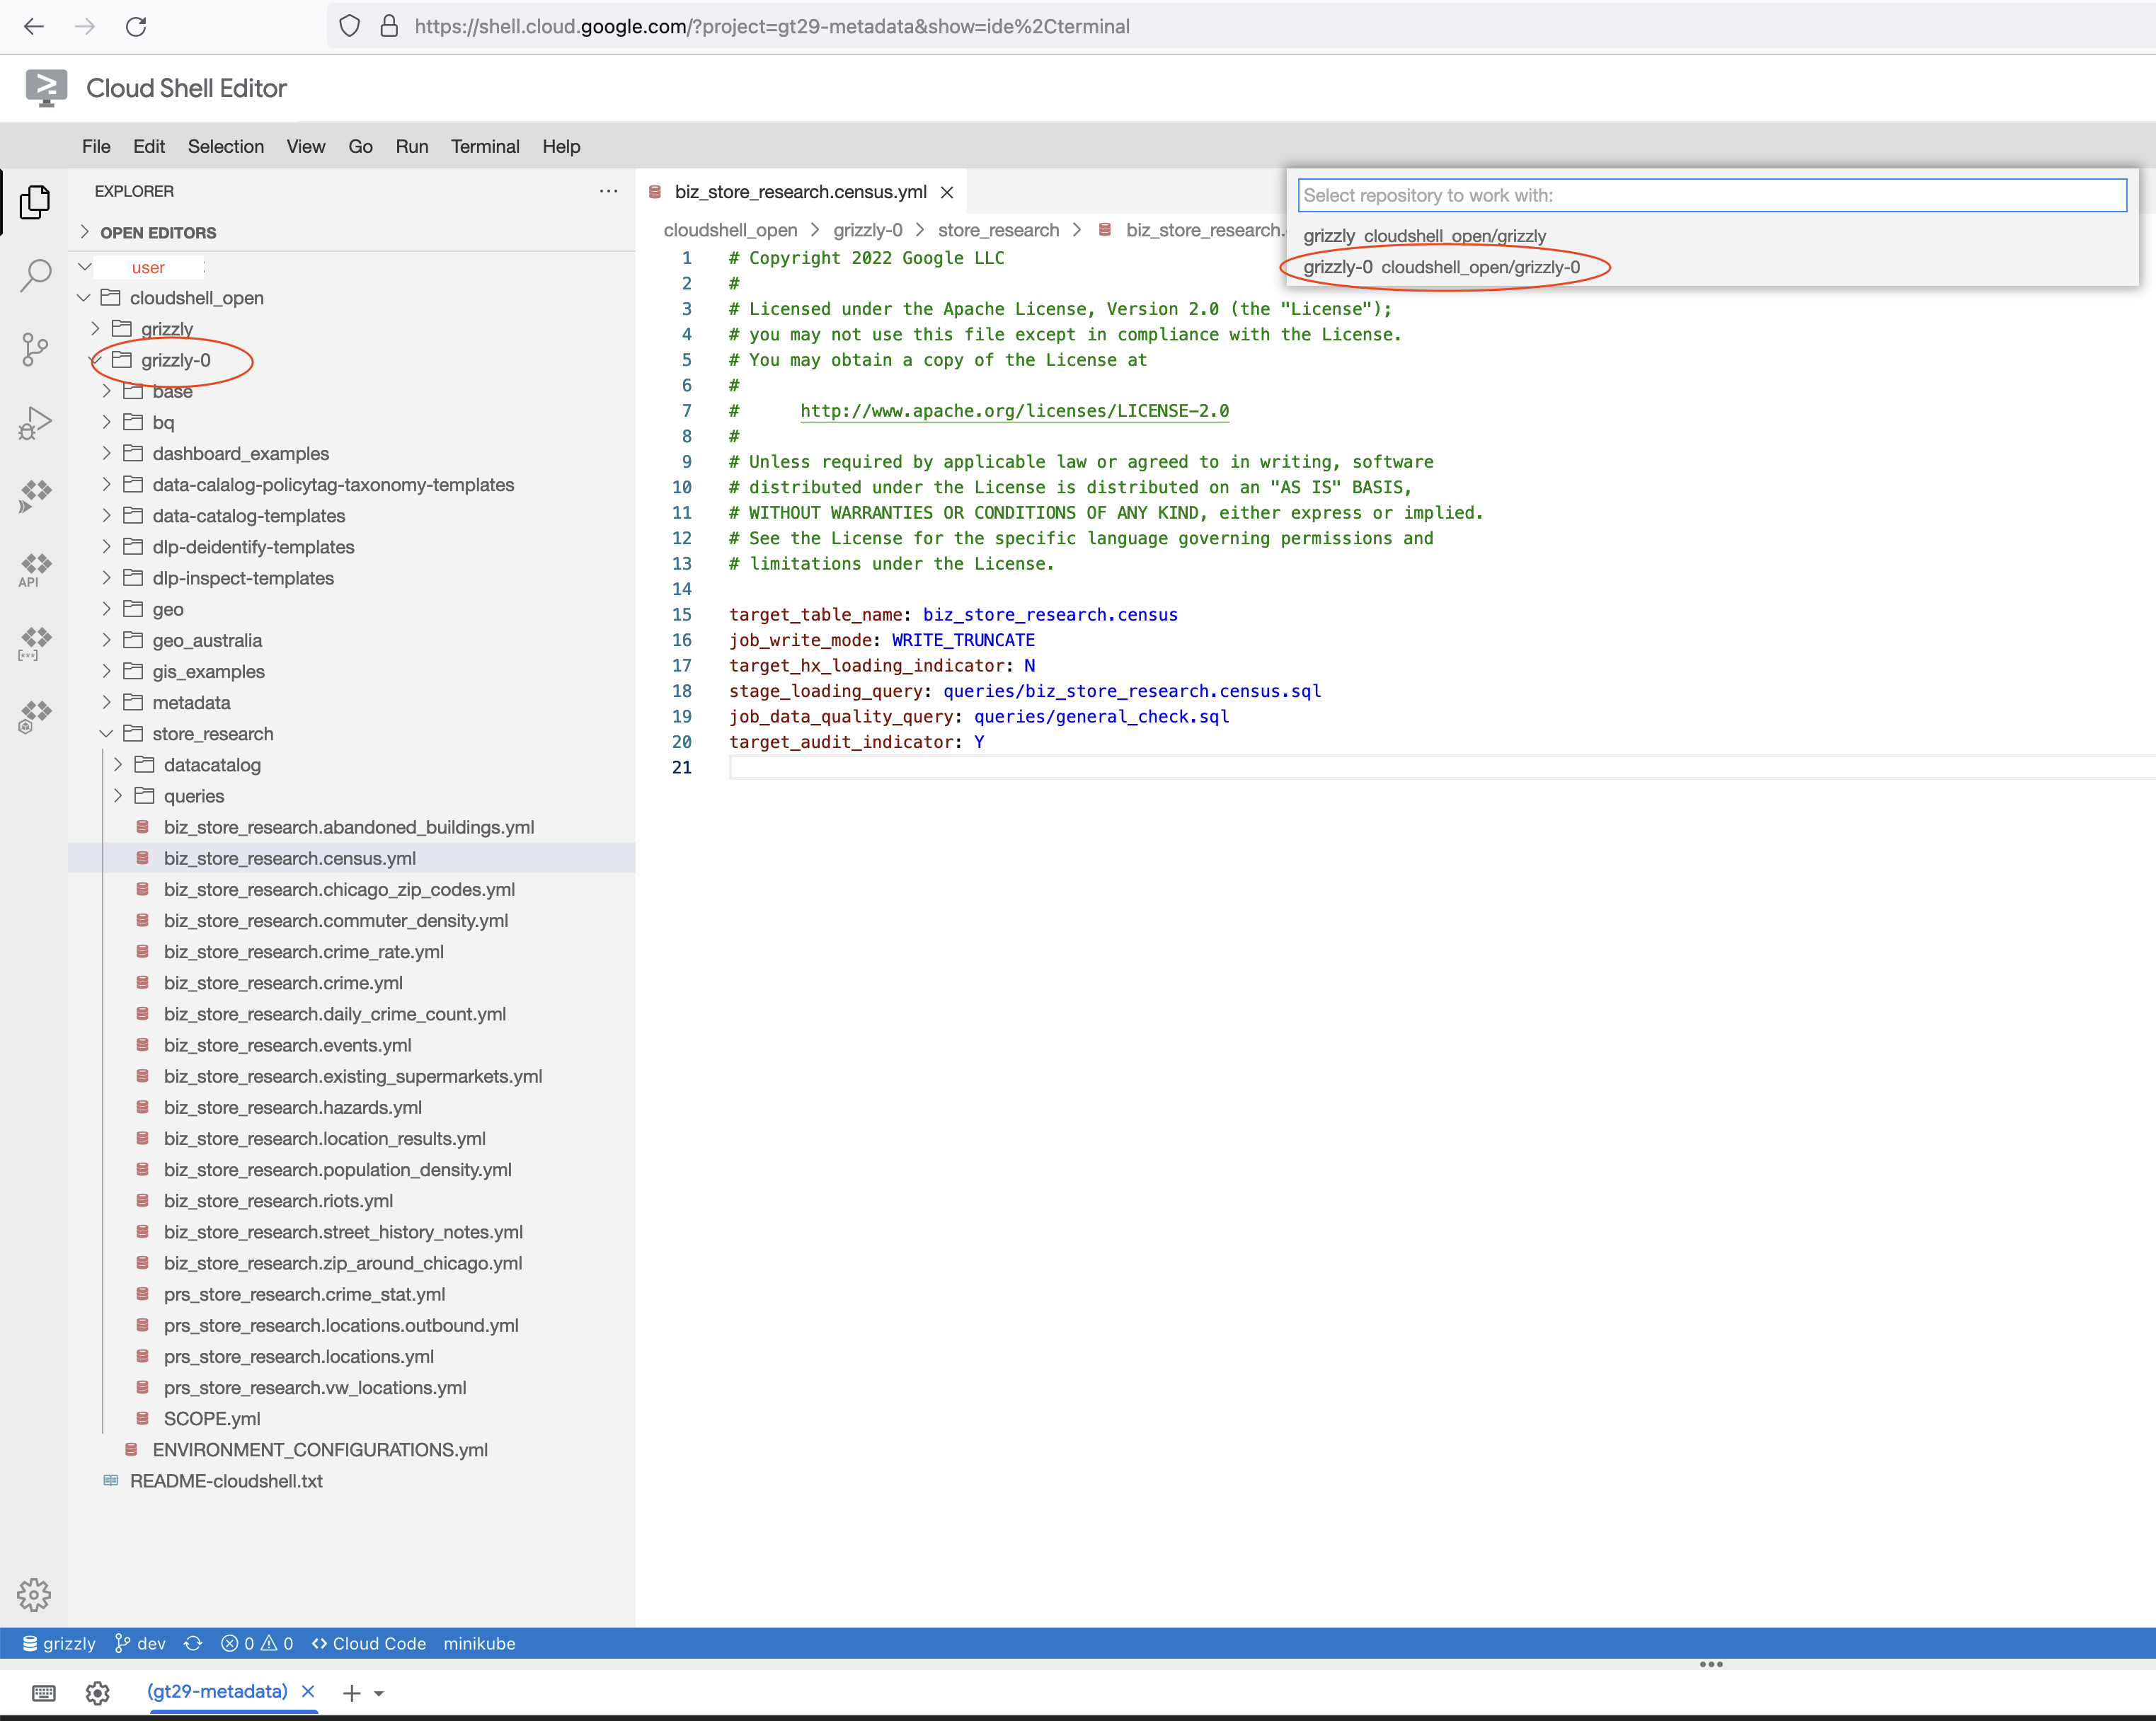 https://shell.cloud.google.com/?project=gt29-metadata&show=ide%2Cterminal
Cloud Shell Editor
File Edit Selection View Go Run Terminal Help
EXPLORER
OPEN EDITORS
user
cloudshell_open
grizzly
grizzly-0
base
bq
dashboard_examples
data-calalog-policytag-taxonomy-templates
data-catalog-templates
dlp-deidentify-templates
dlp-inspect-templates
geo
geo_australia
gis_examples
metadata
store_research
datacatalog
queries
biz_store_research.abandoned_buildings.yml
biz_store_research.census.yml
biz_store_research.chicago_zip_codes.yml
biz_store_research.commuter_density.yml
biz_store_research.crime_rate.yml
biz_store_research.crime.yml
biz_store_research.daily_crime_count.yml
biz_store_research.events.yml
biz_store_research.existing_supermarkets.yml
biz_store_research.hazards.yml
biz_store_research.location_results.yml
biz_store_research.population_density.yml
biz_store_research.riots.yml
biz_store_research.street_history_notes.yml
biz_store_research.zip_around_chicago.yml
prs_store_research.crime_stat.yml
prs_store_research.locations.outbound.yml
prs_store_research.locations.yml
prs_store_research.vw_locations.yml
SCOPE.yml
ENVIRONMENT_CONFIGURATIONS.yml
README-cloudshell.txt
API
biz_store_research.census.yml
cloudshell_open > grizzly-0 > store_research > biz_store_research.
Select repository to work with:
grizzly cloudshell_open/grizzly
grizzly-0 cloudshell_open/grizzly-0
1 # Copyright 2022 Google LLC
2 #
3 # Licensed under the Apache License, Version 2.0 (the "License");
4 # you may not use this file except in compliance with the License.
5 # You may obtain a copy of the License at
6 #
7 # http://www.apache.org/licenses/LICENSE-2.0
8 #
9 # Unless required by applicable law or agreed to in writing, software
10 # distributed under the License is distributed on an "AS IS" BASIS,
11 # WITHOUT WARRANTIES OR CONDITIONS OF ANY KIND, either express or implied.
12 # See the License for the specific language governing permissions and
13 # limitations under the License.
14
15 target_table_name: biz_store_research.census
16 job_write_mode: WRITE_TRUNCATE
17 target_hx_loading_indicator: N
18 stage_loading_query: queries/biz_store_research.census.sql
19 job_data_quality_query: queries/general_check.sql
20 target_audit_indicator: Y
21
grizzly dev 0 0 Cloud Code minikube
(gt29-metadata)